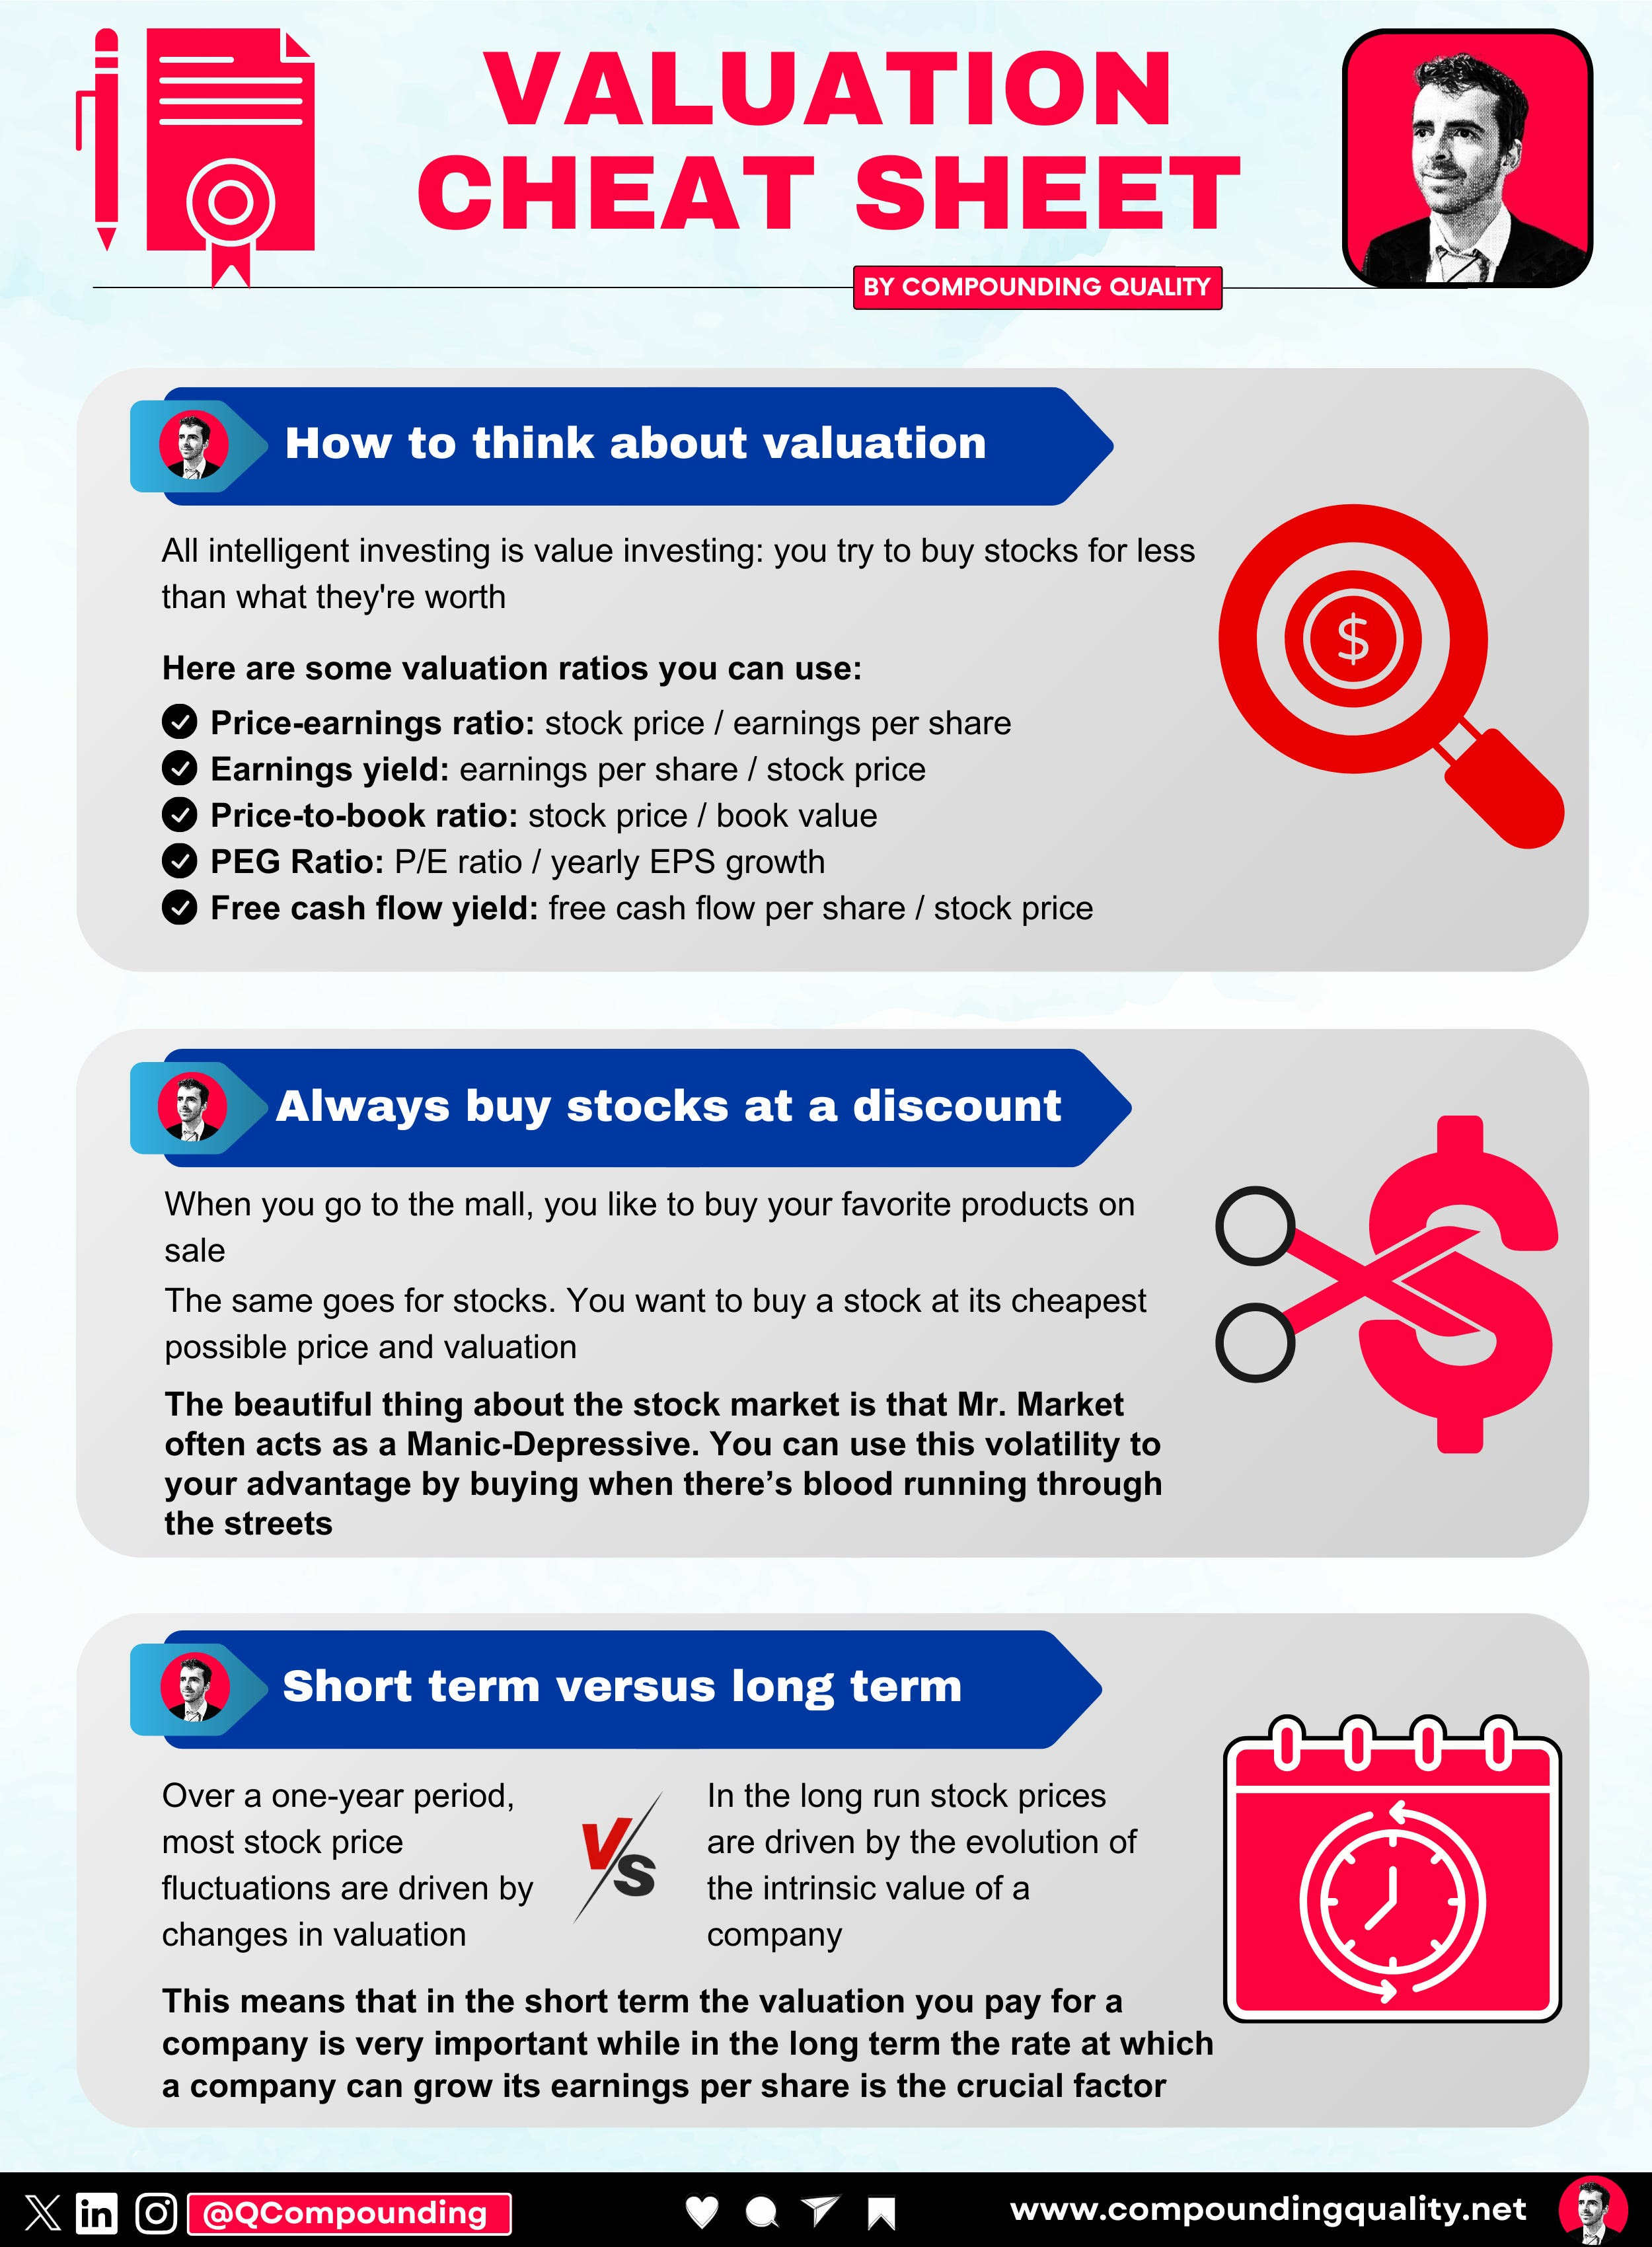 VALUATION
CHEAT SHEET
BY COMPOUNDING QUALITY
How to think about valuation
All intelligent investing is value investing: you try to buy stocks for less
than what they're worth
$
Here are some valuation ratios you can use:
Price-earnings ratio: stock price / earnings per share
Earnings yield: earnings per share / stock price
Price-to-book ratio: stock price / book value
PEG Ratio: P/E ratio / yearly EPS growth
Free cash flow yield: free cash flow per share / stock price
Always buy stocks at a discount
When you go to the mall, you like to buy your favorite products on
sale
The same goes for stocks. You want to buy a stock at its cheapest
possible price and valuation
The beautiful thing about the stock market is that Mr. Market
often acts as a Manic-Depressive. You can use this volatility to
your advantage by buying when there’s blood running through
the streets
$
Short term versus long term
Over a one-year period,
most stock price
fluctuations are driven by
changes in valuation
VS
In the long run stock prices
are driven by the evolution of
the intrinsic value of a
company
This means that in the short term the valuation you pay for a
company is very important while in the long term the rate at which
a company can grow its earnings per share is the crucial factor
X in @QCompounding
www.compoundingquality.net